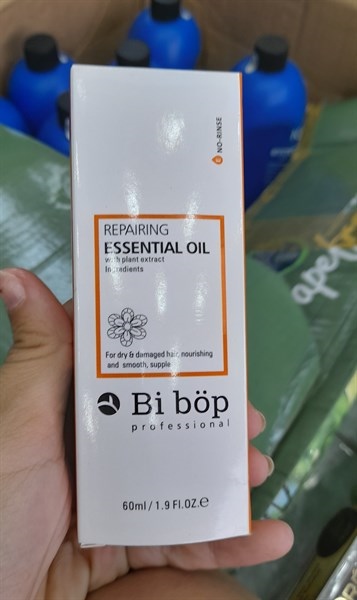 NO-RINSE
REPAIRING
ESSENTIAL OIL
with plant extract
Ingredients
For dry & damaged hair, nourishing
and smooth, supple
Bi böp
professional
60ml / 1.9 Fl.OZ.e